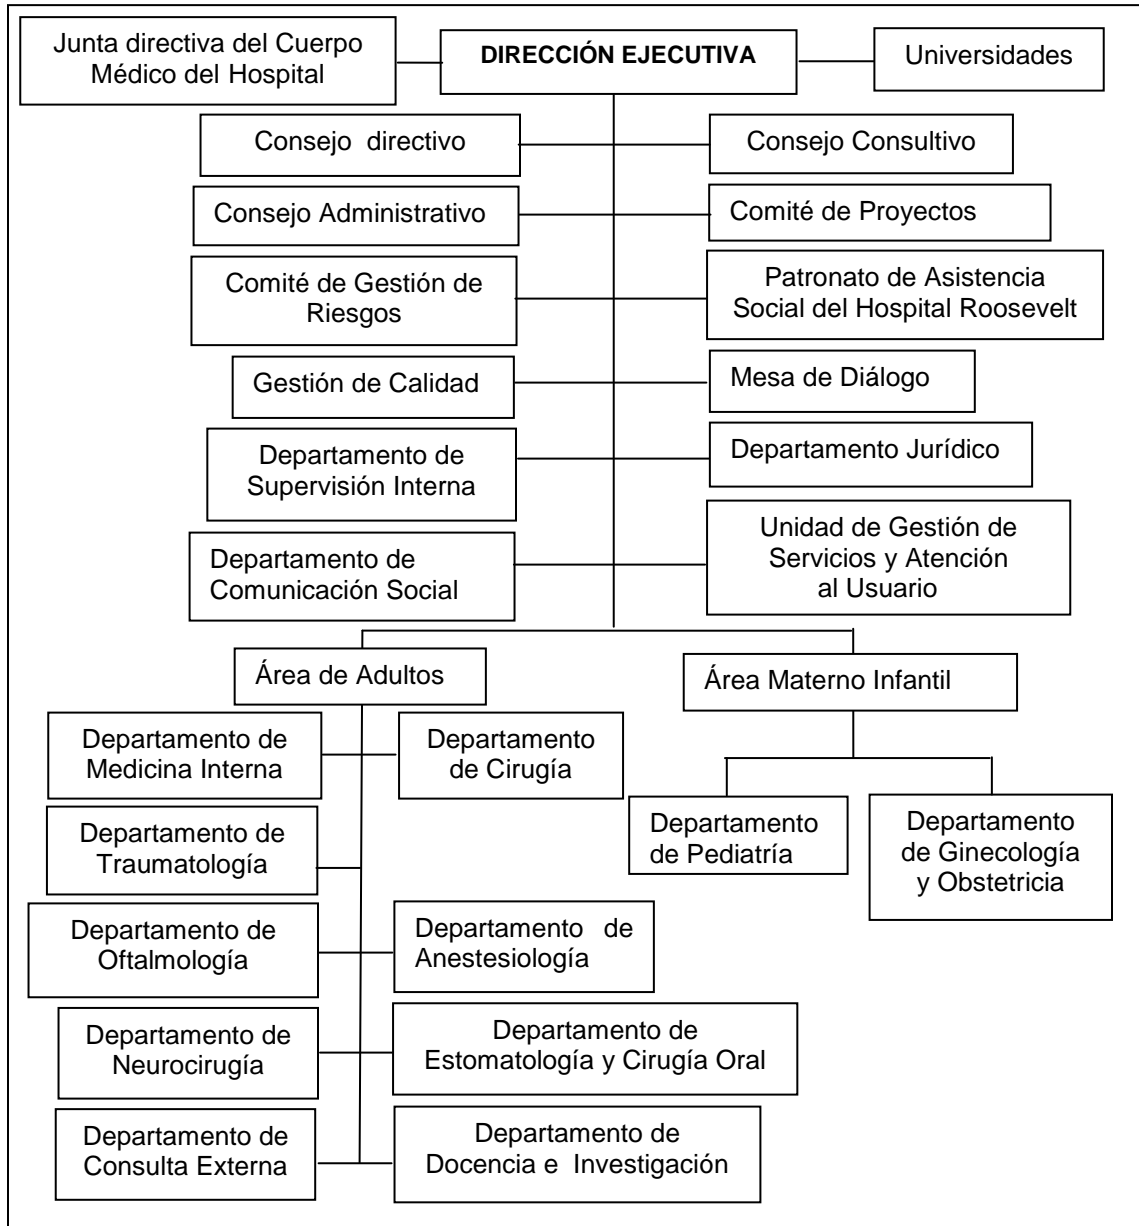 Junta directiva del Cuerpo
Médico del Hospital
DIRECCIÓN EJECUTIVA
Universidades
Consejo directivo
Consejo Consultivo
Consejo Administrativo
Comité de Proyectos
Comité de Gestión de
Riesgos
Patronato de Asistencia
Social del Hospital Roosevelt
Gestión de Calidad
Mesa de Diálogo
Departamento de
Supervisión Interna
Departamento Jurídico
Departamento de
Comunicación Social
Unidad de Gestión de
Servicios y Atención
al Usuario
Área de Adultos
Área Materno Infantil
Departamento de
Medicina Interna
Departamento
de Cirugía
Departamento de
Traumatología
Departamento
de Pediatría
Departamento
de Ginecología
y Obstetricia
Departamento de
Oftalmología
Departamento de
Anestesiología
Departamento de
Neurocirugía
Departamento de
Estomatología y Cirugía Oral
Departamento de
Consulta Externa
Departamento de
Docencia e Investigación